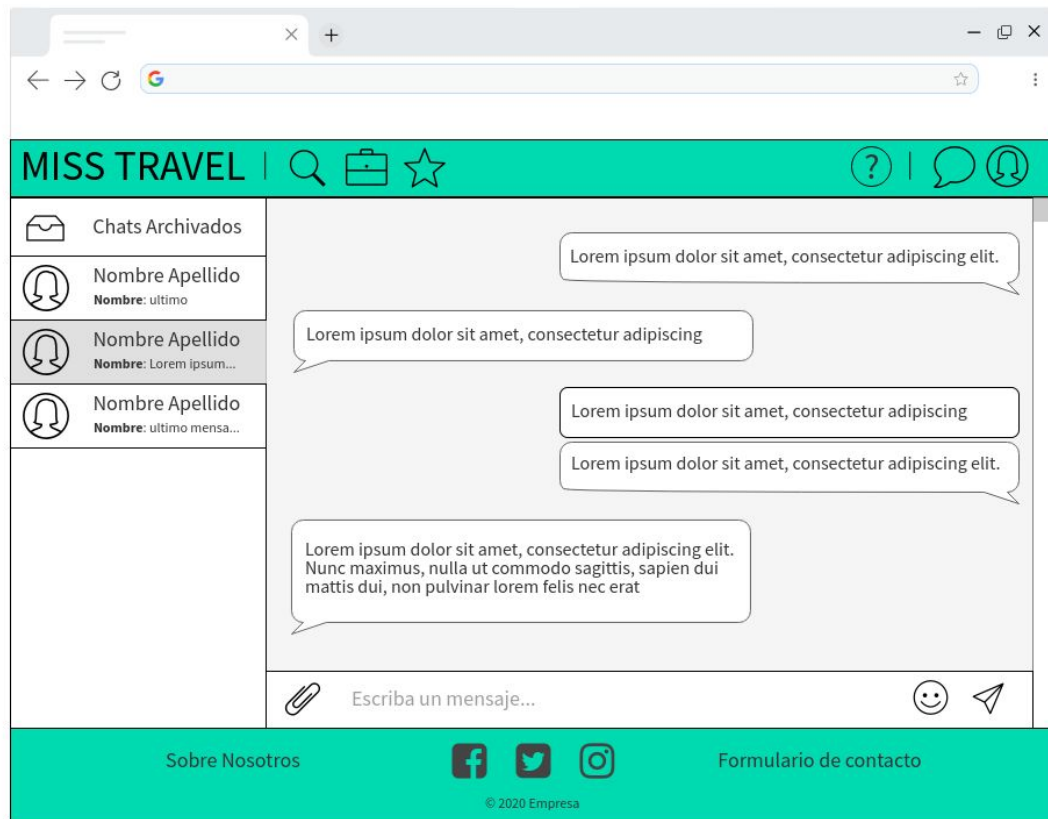 MISS TRAVEL
Chats Archivados
Nombre Apellido
Nombre: ultimo
Nombre Apellido
Nombre: Lorem ipsum...
Nombre Apellido
Nombre: ultimo mensa...
Lorem ipsum dolor sit amet, consectetur adipiscing elit.
Lorem ipsum dolor sit amet, consectetur adipiscing
Lorem ipsum dolor sit amet, consectetur adipiscing
Lorem ipsum dolor sit amet, consectetur adipiscing elit.
Lorem ipsum dolor sit amet, consectetur adipiscing elit.
Nunc maximus, nulla ut commodo sagittis, sapien dui
mattis dui, non pulvinar lorem felis nec erat
Escriba un mensaje...
Sobre Nosotros
Formulario de contacto
© 2020 Empresa